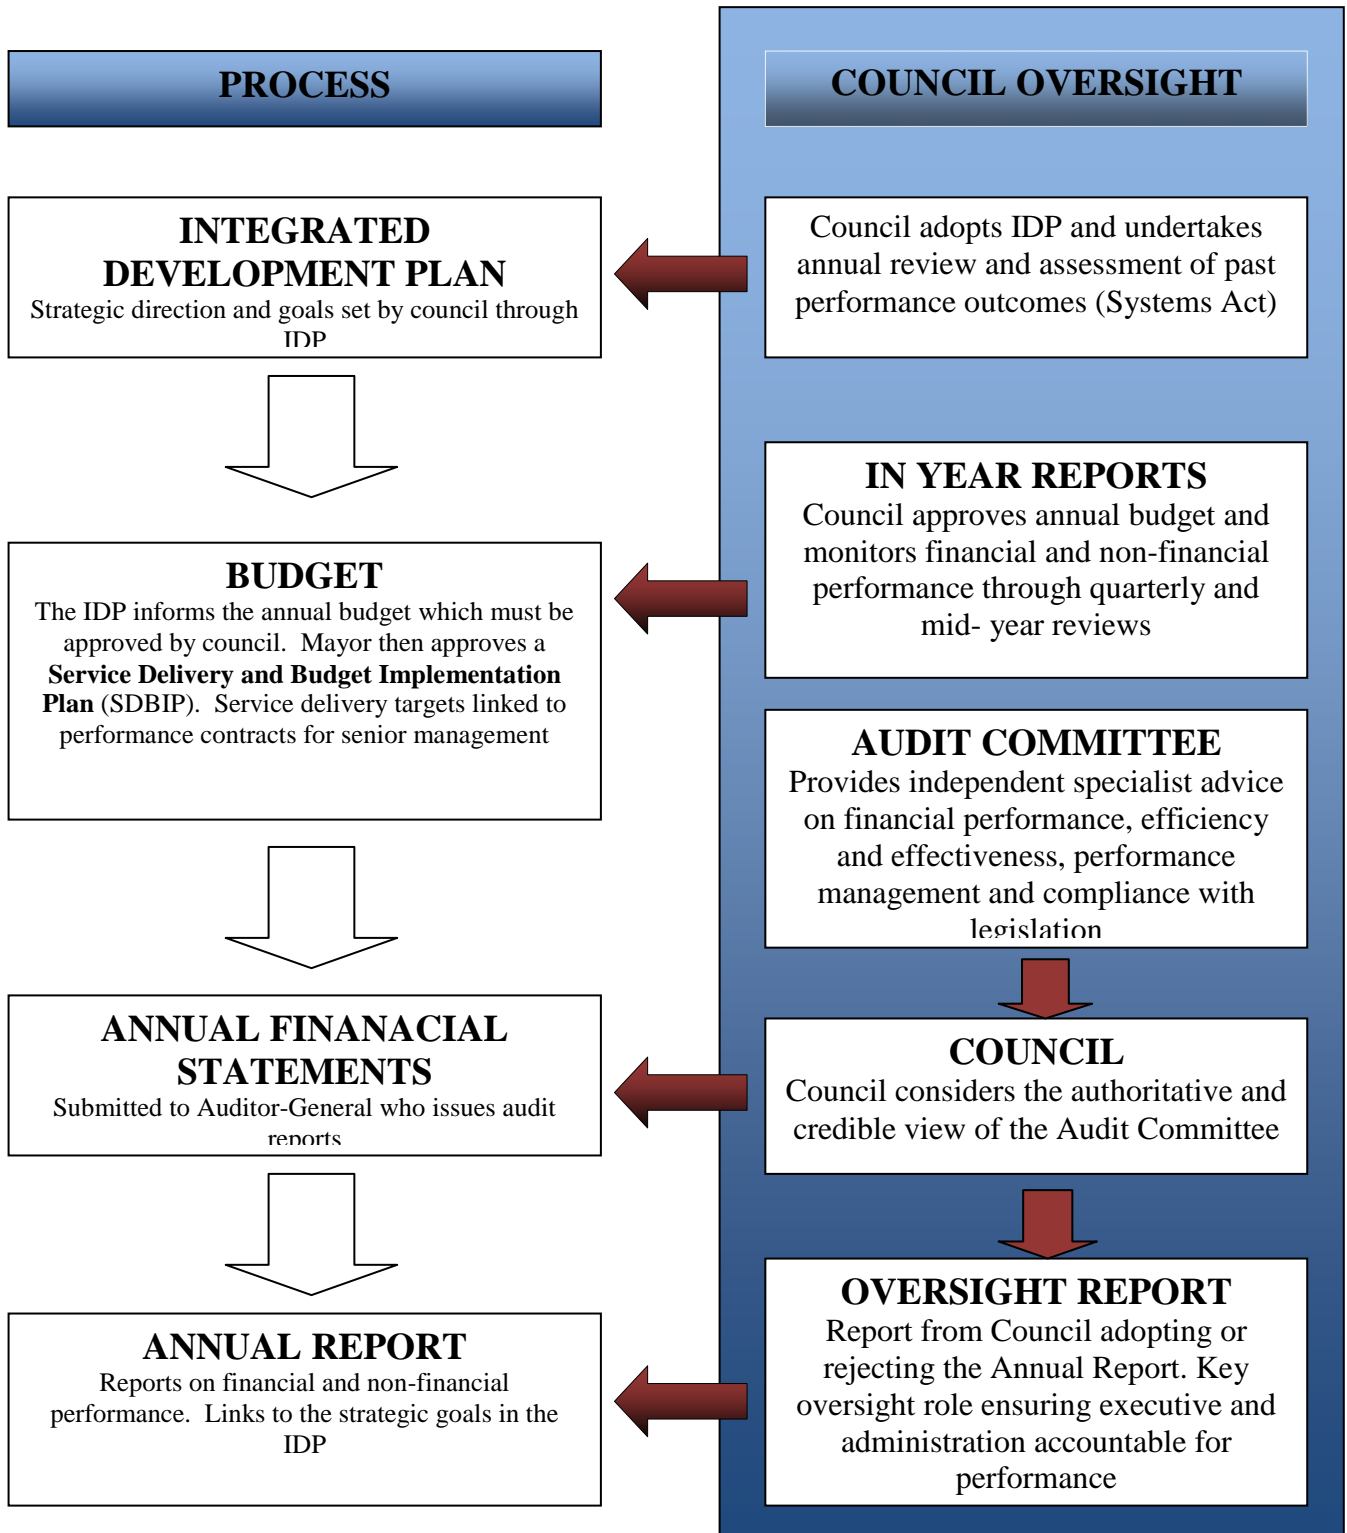 PROCESS
INTEGRATED
DEVELOPMENT PLAN
Strategic direction and goals set by council through
IDP
BUDGET
The IDP informs the annual budget which must be
approved by council.  Mayor then approves a
Service Delivery and Budget Implementation
Plan (SDBIP).  Service delivery targets linked to
performance contracts for senior management
ANNUAL FINANACIAL
STATEMENTS
Submitted to Auditor-General who issues audit
reports
ANNUAL REPORT
Reports on financial and non-financial
performance.  Links to the strategic goals in the
IDP
COUNCIL OVERSIGHT
Council adopts IDP and undertakes
annual review and assessment of past
performance outcomes (Systems Act)
IN YEAR REPORTS
Council approves annual budget and
monitors financial and non-financial
performance through quarterly and
mid- year reviews
AUDIT COMMITTEE
Provides independent specialist advice
on financial performance, efficiency
and effectiveness, performance
management and compliance with
legislation
COUNCIL
Council considers the authoritative and
credible view of the Audit Committee
OVERSIGHT REPORT
Report from Council adopting or
rejecting the Annual Report. Key
oversight role ensuring executive and
administration accountable for
performance